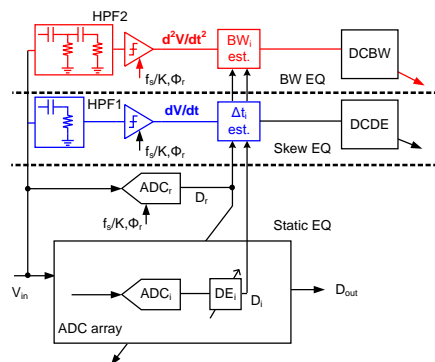 HPF2
d²V/dt²
BWᵢ
est.
DCBW
fₛ/K,Φᵣ
BW EQ
HPF1
dV/dt
Δtᵢ
est.
DCDE
fₛ/K,Φᵣ
Skew EQ
ADCᵣ
Dᵣ
fₛ/K,Φᵣ
Static EQ
Vᵢₙ
ADCᵢ
DEᵢ
Dᵢ
Dₒᵤₜ
ADC array